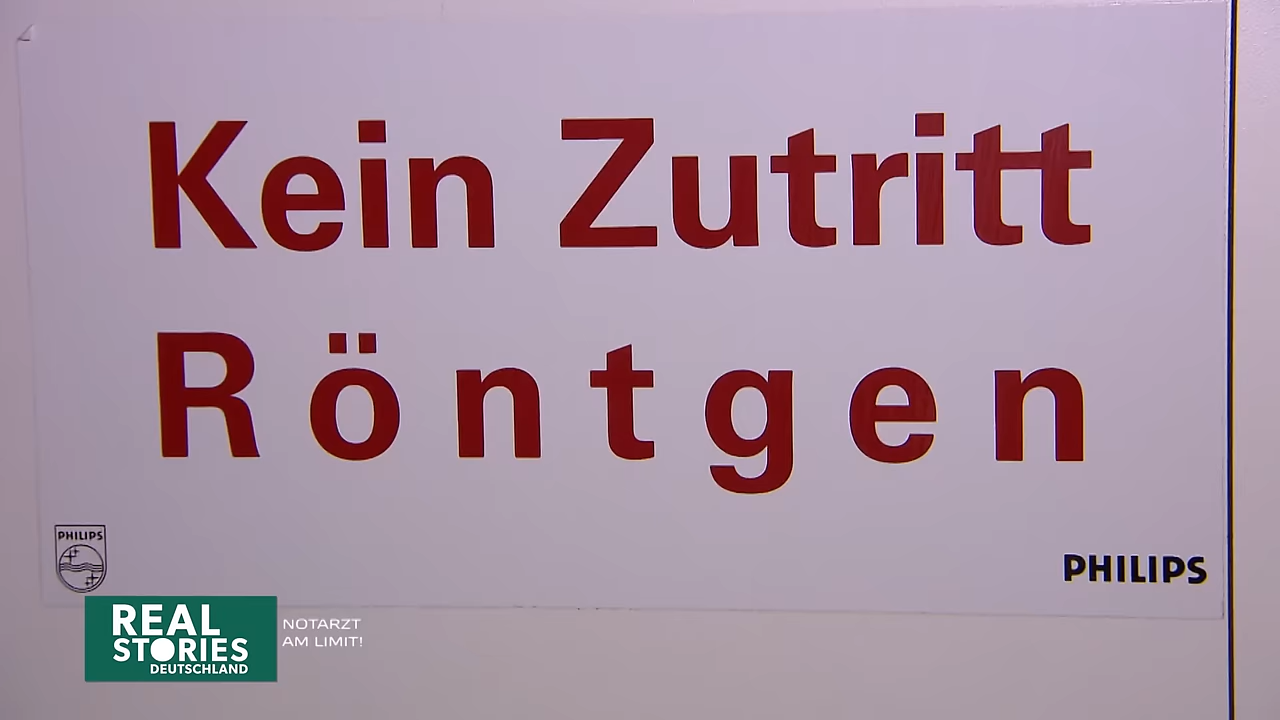 Kein Zutritt
Röntgen
PHILIPS
PHILIPS
REAL
STORIES
DEUTSCHLAND
NOTARZT
AM LIMIT!